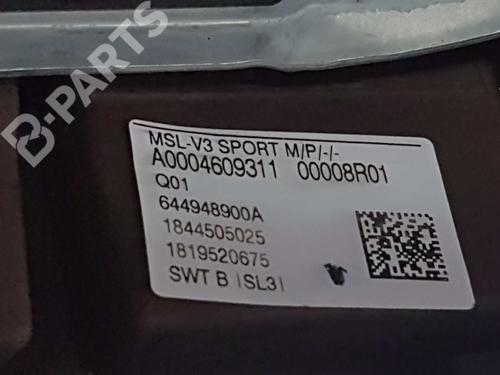 B-PARTS
MSL-V3 SPORT M/P/-/-
A0004609311 00008R01
Q01
644948900A
1844505025
1819520675
SWT B |SL3|